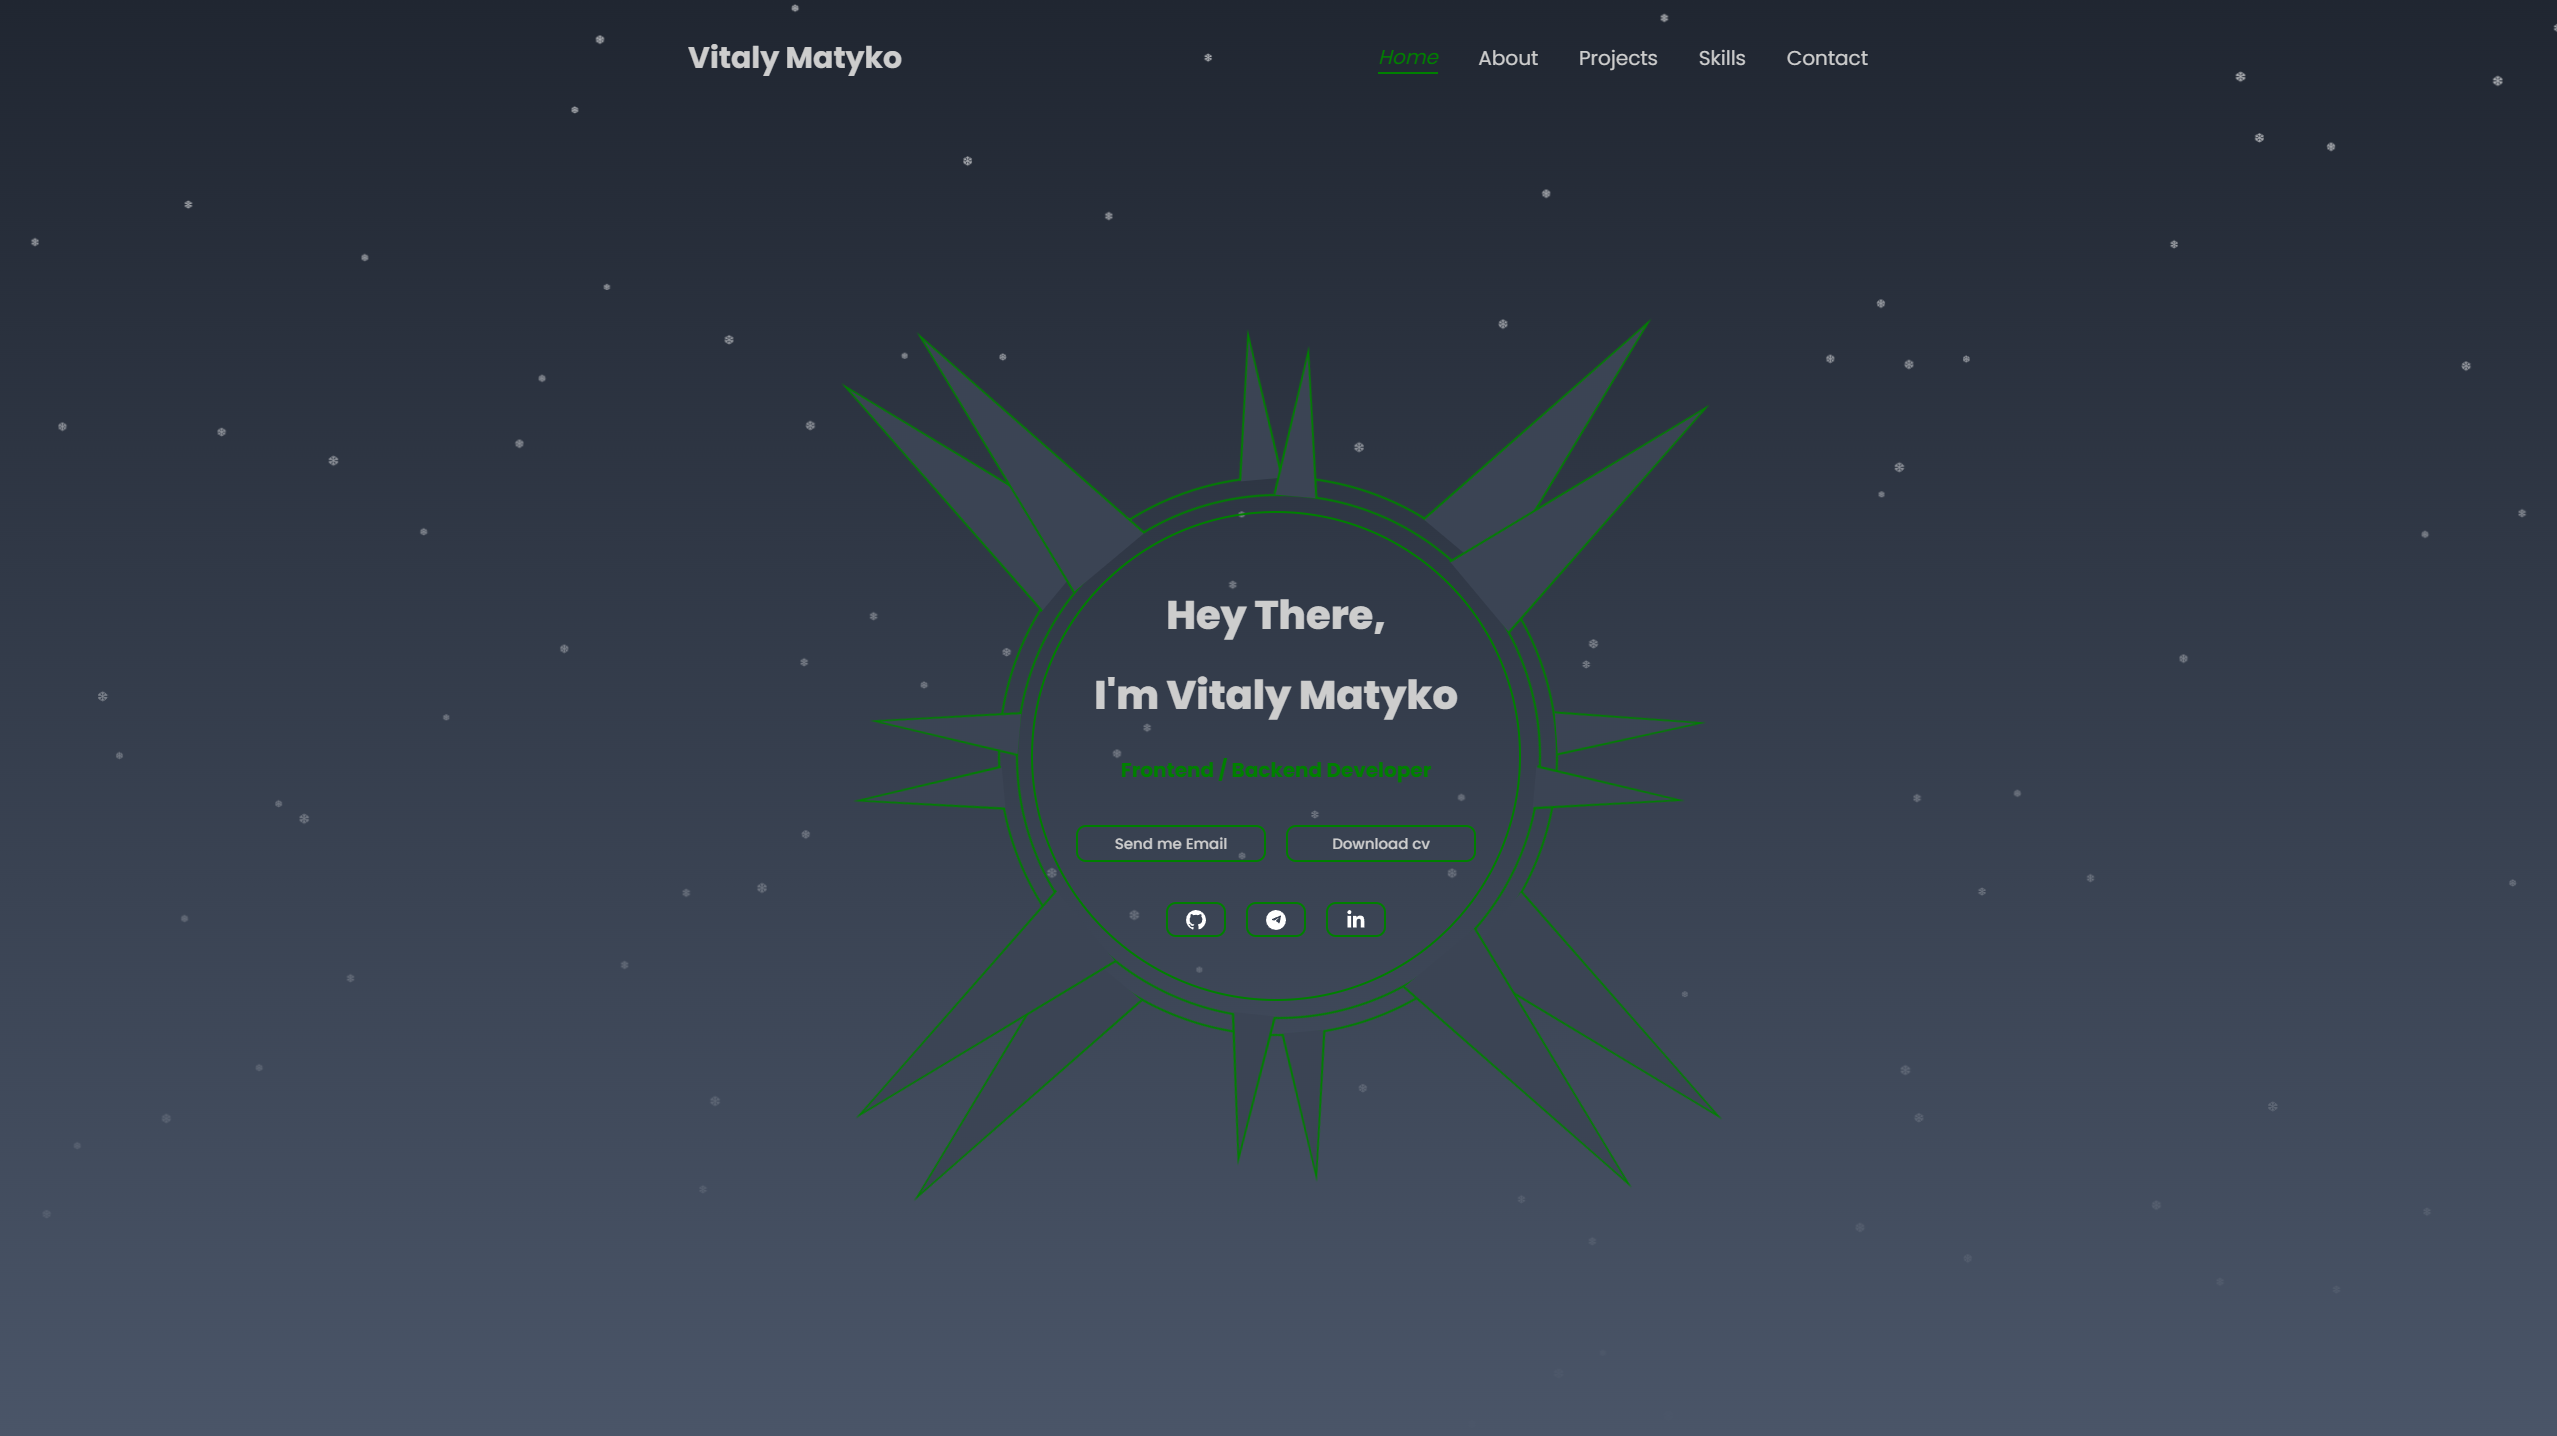 Vitaly Matyko
Home About Projects Skills Contact
Hey There,
I'm Vitaly Matyko
Frontend / Backend Developer
Send me Email Download cv
in